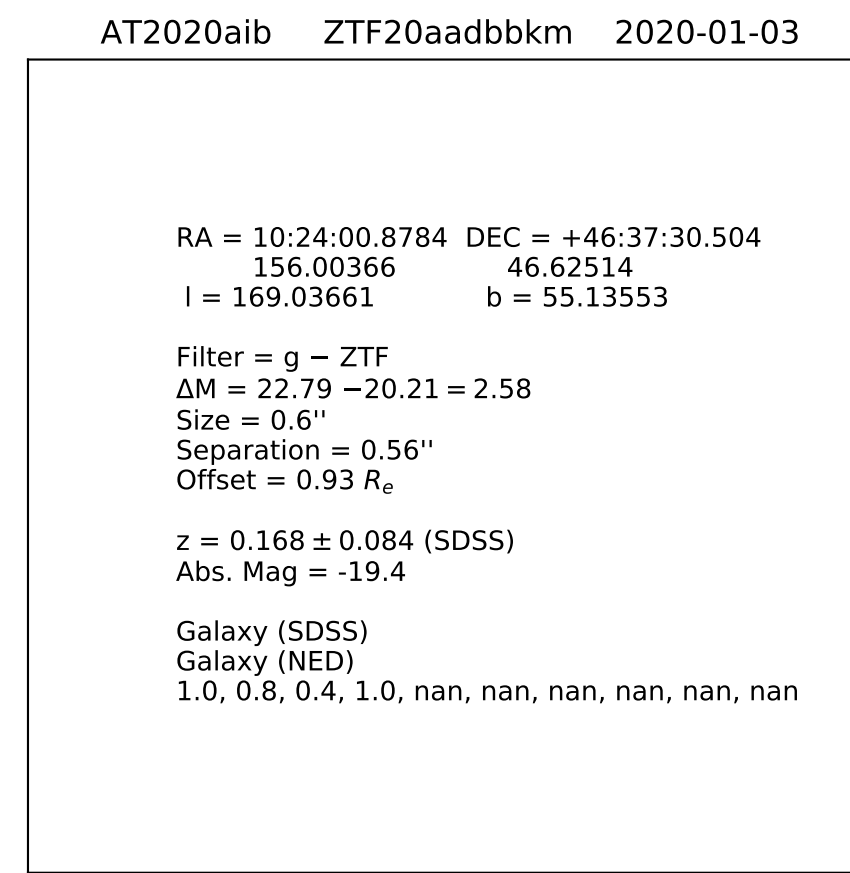 AT2020aib ZTF20aadbbkm 2020-01-03
RA = 10:24:00.8784 DEC = +46:37:30.504
156.00366 46.62514
l = 169.03661 b = 55.13553
Filter = g − ZTF
ΔM = 22.79 −20.21 = 2.58
Size = 0.6''
Separation = 0.56''
Offset = 0.93 Re
z = 0.168 ± 0.084 (SDSS)
Abs. Mag = -19.4
Galaxy (SDSS)
Galaxy (NED)
1.0, 0.8, 0.4, 1.0, nan, nan, nan, nan, nan, nan